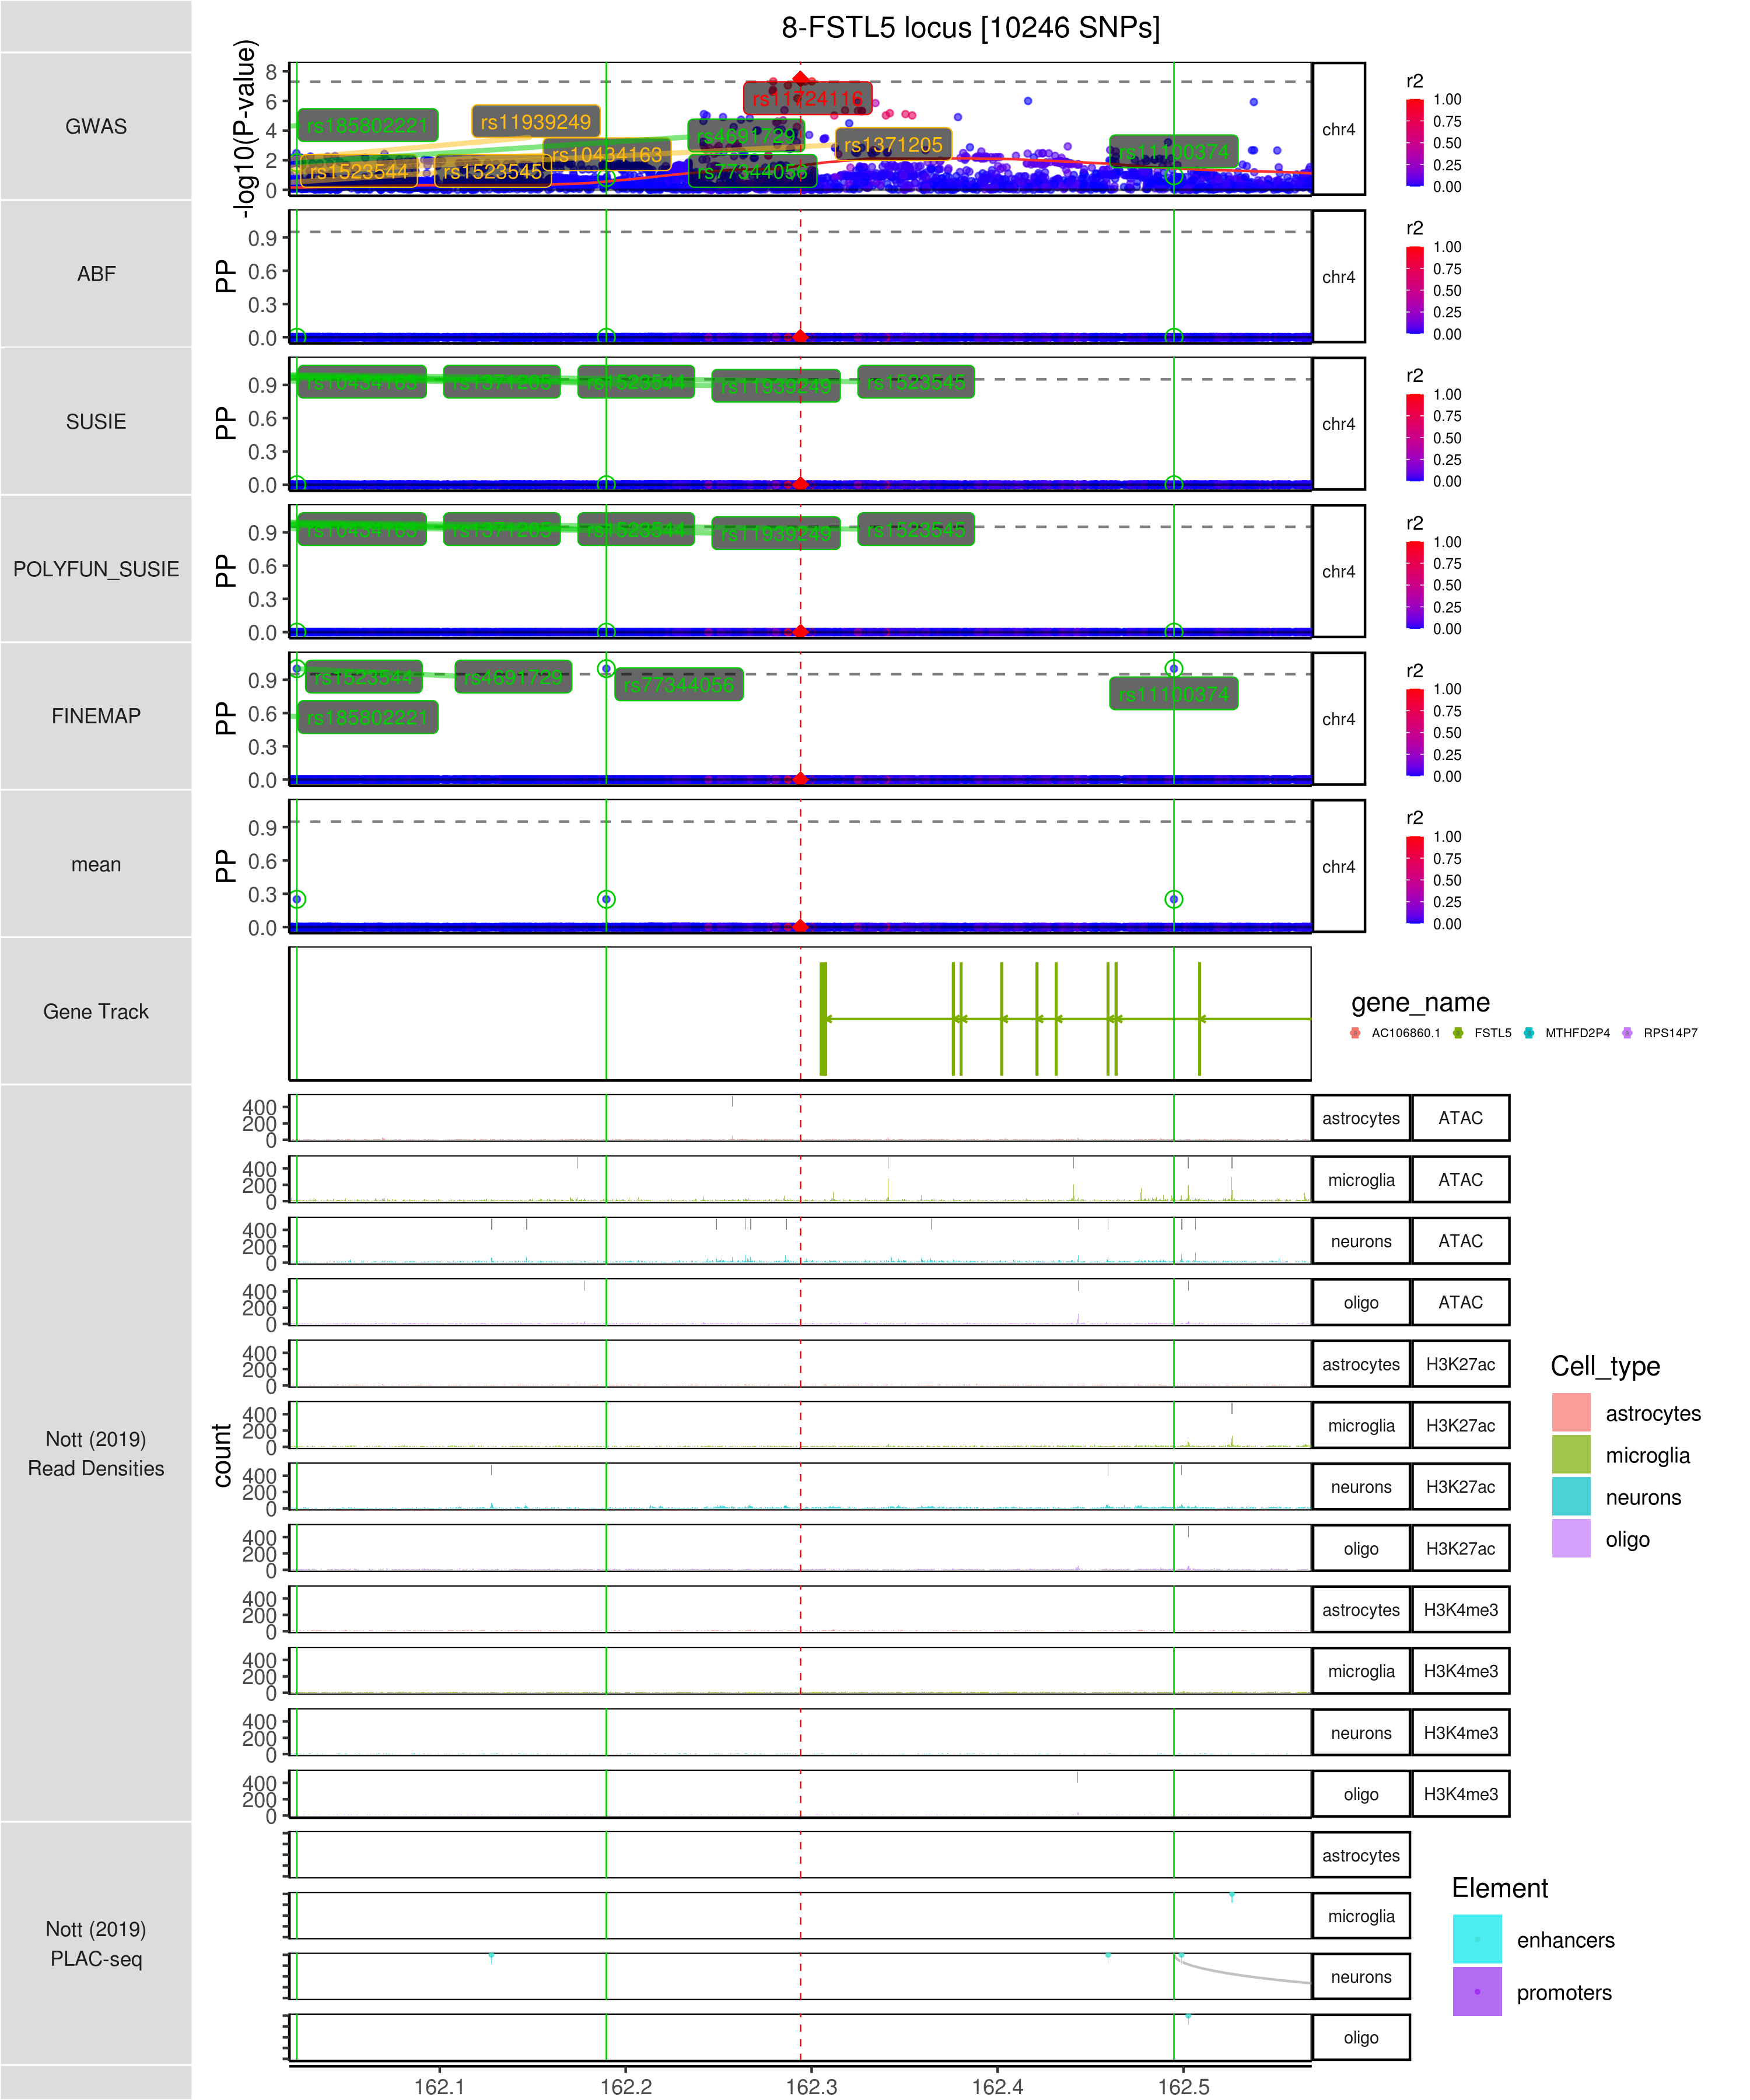 8-FSTL5 locus [10246 SNPs]
GWAS
-log10(P-value)
8
6
4
2
0
rs185802221
rs11939249
rs11724116
rs4691729
rs10434163
rs1371205
rs11100374
rs1523544
rs1523545
rs77344056
chr4
r2
1.00
0.75
0.50
0.25
0.00
ABF
PP
0.9
0.6
0.3
0.0
chr4
r2
1.00
0.75
0.50
0.25
0.00
SUSIE
PP
0.9
0.6
0.3
0.0
rs10434163
rs1371205
rs1523544
rs11939249
rs1523545
chr4
r2
1.00
0.75
0.50
0.25
0.00
POLYFUN_SUSIE
PP
0.9
0.6
0.3
0.0
rs10434163
rs1371205
rs1523544
rs11939249
rs1523545
chr4
r2
1.00
0.75
0.50
0.25
0.00
FINEMAP
PP
0.9
0.6
0.3
0.0
rs1523544
rs4691729
rs77344056
rs11100374
rs185802221
chr4
r2
1.00
0.75
0.50
0.25
0.00
mean
PP
0.9
0.6
0.3
0.0
chr4
r2
1.00
0.75
0.50
0.25
0.00
Gene Track
gene_name
AC106860.1 FSTL5 MTHFD2P4 RPS14P7
Nott (2019)
Read Densities
count
400
200
0
astrocytes ATAC
400
200
0
microglia ATAC
400
200
0
neurons ATAC
400
200
0
oligo ATAC
400
200
0
astrocytes H3K27ac
400
200
0
microglia H3K27ac
400
200
0
neurons H3K27ac
400
200
0
oligo H3K27ac
400
200
0
astrocytes H3K4me3
400
200
0
microglia H3K4me3
400
200
0
neurons H3K4me3
400
200
0
oligo H3K4me3
Cell_type
astrocytes
microglia
neurons
oligo
Nott (2019)
PLAC-seq
astrocytes
microglia
neurons
oligo
Element
enhancers
promoters
162.1 162.2 162.3 162.4 162.5